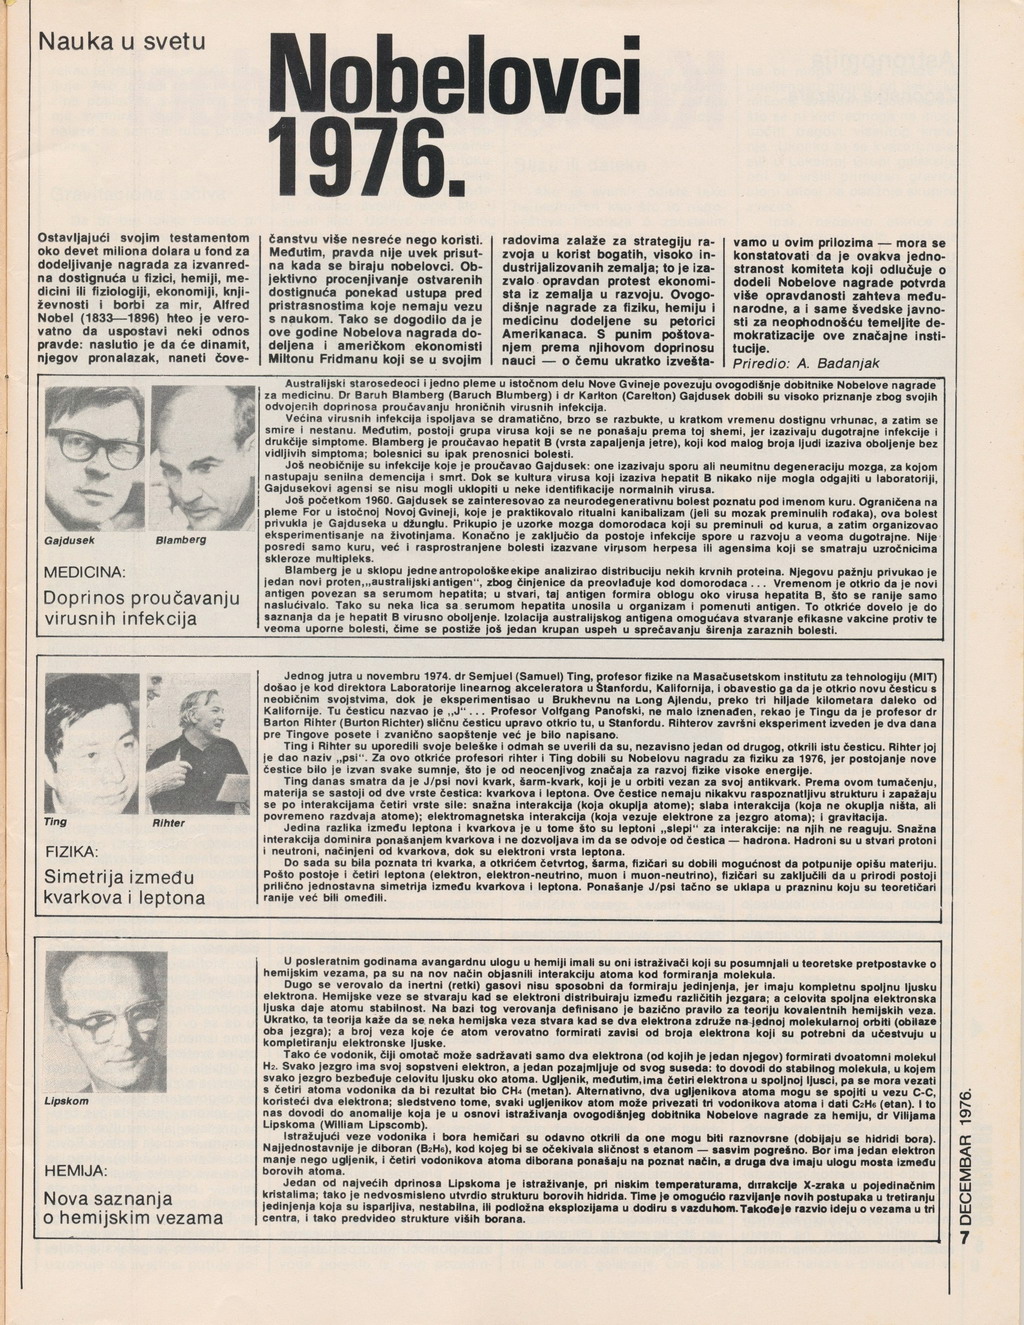 Nauka u svetu
Nobelovci
1976.
Ostavljajući svojim testamentom
oko devet miliona dolara u fond za
dodeljivanje nagrada za izvanred-
na dostignuća u fizici, hemiji, me-
dicini ili fiziologiji, ekonomiji, knji-
ževnosti i borbi za mir, Alfred
Nobel (1833—1896) hteo je vero-
vatno da uspostavi neki odnos
pravde: naslutio je da će dinamit,
njegov pronalazak, naneti čove-
čanstvu više nesreće nego koristi.
Međutim, pravda nije uvek prisut-
na kada se biraju nobelovci. Ob-
jektivno procenjivanje ostvarenih
dostignuća ponekad ustupa pred
pristrasnostima koje nemaju vezu
s naukom. Tako se dogodilo da je
ove godine Nobelova nagrada do-
deljena i američkom ekonomisti
Miltonu Fridmanu koji se u svojim
radovima zalaže za strategiju ra-
zvoja u korist bogatih, visoko in-
dustrijalizovanih zemalja; to je iza-
zvalo opravdan protest ekonomi-
sta iz zemalja u razvoju. Ovogo-
dišnje nagrade za fiziku, hemiju i
medicinu dodeljene su petorici
Amerikanaca. S punim poštova-
njem prema njihovom doprinosu
nauci — o čemu ukratko izvešta-
vamo u ovim prilozima — mora se
konstatovati da je ovakva jedno-
stranost komiteta koji odlučuje o
dodeli Nobelove nagrade potvrda
više opravdanosti zahteva među-
narodne, a i same švedske javno-
sti za neophodnošću temeljite de-
mokratizacije ove značajne insti-
tucije.
Priredio: A. Badanjak
Gajdusek Blamberg
MEDICINA:
Doprinos proučavanju
virusnih infekcija
Australijski starosedeoci i jedno pleme u istočnom delu Nove Gvineje povezuju ovogodišnje dobitnike Nobelove nagrade
za medicinu. Dr Baruh Blamberg (Baruch Blumberg) i dr Karlton (Carelton) Gajdusek dobili su visoko priznanje zbog svojih
odvojenih doprinosa proučavanju hroničnih virusnih infekcija.
Većina virusnih infekcija ispoljava se dramatično, brzo se razbukte, u kratkom vremenu dostignu vrhunac, a zatim se
smire i nestanu. Međutim, postoji grupa virusa koji se ne ponašaju prema toj shemi, jer izazivaju dugotrajne infekcije i
drukčije simptome. Blamberg je proučavao hepatit B (vrsta zapaljenja jetre), koji kod malog broja ljudi izaziva oboljenje bez
vidljivih simptoma; bolesnici su ipak prenosnici bolesti.
Još neobičnije su infekcije koje je proučavao Gajdusek: one izazivaju sporu ali neumitnu degeneraciju mozga, za kojom
nastupaju senilna demencija i smrt. Dok se kultura virusa koji izaziva hepatit B nikako nije mogla odgajiti u laboratoriji,
Gajdusekovi agensi se nisu mogli uklopiti u neke identifikacije normalnih virusa.
Još početkom 1960. Gajdusek se zainteresovao za neurodegenerativnu bolest poznatu pod imenom kuru. Ograničena na
pleme For u istočnoj Novoj Gvineji, koje je praktikovalo ritualni kanibalizam (jeli su mozak preminulih rođaka), ova bolest
privukla je Gajduseka u džunglu. Prikupio je uzorke mozga domorodaca koji su preminuli od kurua, a zatim organizovao
eksperimentisanje na životinjama. Konačno je zaključio da postoje infekcije spore u razvoju a veoma dugotrajne. Nije
posredi samo kuru, već i rasprostranjene bolesti izazvane virusom herpesa ili agensima koji se smatraju uzročnicima
skleroze multipleks.
Blamberg je u sklopu jedne antropološke ekipe analizirao distribuciju nekih krvnih proteina. Njegovu pažnju privukao je
jedan novi proten, „australijski antigen", zbog činjenice da preovlađuje kod domorodaca ... Vremenom je otkrio da je novi
antigen povezan sa serumom hepatita; u stvari, taj antigen formira oblogu oko virusa hepatita B, što se ranije samo
naslućivalo. Tako su neka lica sa serumom hepatita unosila u organizam i pomenuti antigen. To otkriće dovelo je do
saznanja da je hepatit B virusno oboljenje. Izolacija australijskog antigena omogućava stvaranje efikasne vakcine protiv te
veoma uporne bolesti, čime se postiže još jedan krupan uspeh u sprečavanju širenja zaraznih bolesti.
Ting Rihter
FIZIKA:
Simetrija između
kvarkova i leptona
Jednog jutra u novembru 1974. dr Semjuel (Samuel) Ting, profesor fizike na Masačusetskom institutu za tehnologiju (MIT)
došao je kod direktora Laboratorije linearnog akceleratora u Stanfordu, Kalifornija, i obavestio ga da je otkrio novu česticu s
neobičnim svojstvima, dok je eksperimentisao u Brukhevnu na Long Ajlendu, preko tri hiljade kilometara daleko od
Kalifornije. Tu česticu nazvao je „J" ... Profesor Volfgang Panofski, ne malo iznenađen, rekao je Tingu da je profesor dr
Barton Rihter (Burton Richter) sličnu česticu upravo otkrio tu, u Stanfordu. Rihterov završni eksperiment izveden je dva dana
pre Tingove posete i zvanično saopštenje već je bilo napisano.
Ting i Rihter su uporedili svoje beleške i odmah se uverili da su, nezavisno jedan od drugog, otkrili istu česticu. Rihter joj
je dao naziv „psi". Za ovo otkriće profesori rihter i Ting dobili su Nobelovu nagradu za fiziku za 1976, jer postojanje nove
čestice bilo je izvan svake sumnje, što je od neocenjivog značaja za razvoj fizike visoke energije.
Ting danas smatra da je J/psi novi kvark, šarm-kvark, koji je u orbiti vezan za svoj antikvark. Prema ovom tumačenju,
materija se sastoji od dve vrste čestica: kvarkova i leptona. Ove čestice nemaju nikakvu raspoznatljivu strukturu i zapažaju
se po interakcijama četiri vrste sile: snažna interakcija (koja okuplja atome); slaba interakcija (koja ne okuplja ništa, ali
povremeno razdvaja atome); elektromagnetska interakcija (koja vezuje elektrone za jezgro atoma); i gravitacija.
Jedina razlika između leptona i kvarkova je u tome što su leptoni „slepi" za interakcije: na njih ne reaguju. Snažna
interakcija dominira ponašanjem kvarkova i ne dozvoljava im da se odvoje od čestica — hadrona. Hadroni su u stvari protoni
i neutroni, načinjeni od kvarkova, dok su elektroni vrsta leptona.
Do sada su bila poznata tri kvarka, a otkrićem četvrtog, šarma, fizičari su dobili mogućnost da potpunije opišu materiju.
Pošto postoje i četiri leptona (elektron, elektron-neutrino, muon i muon-neutrino), fizičari su zaključili da u prirodi postoji
prilično jednostavna simetrija između kvarkova i leptona. Ponašanje J/psi tačno se uklapa u prazninu koju su teoretičari
ranije već bili omeđili.
Lipskom
HEMIJA:
Nova saznanja
o hemijskim vezama
U posleratnim godinama avangardnu ulogu u hemiji imali su oni istraživači koji su posumnjali u teoretske pretpostavke o
hemijskim vezama, pa su na nov način objasnili interakciju atoma kod formiranja molekula.
Dugo se verovalo da inertni (retki) gasovi nisu sposobni da formiraju jedinjenja, jer imaju kompletnu spoljnu ljusku
elektrona. Hemijske veze se stvaraju kad se elektroni distribuiraju između različitih jezgara; a celovita spoljna elektronska
ljuska daje atomu stabilnost. Na bazi tog verovanja definisano je bazično pravilo za teoriju kovalentnih hemijskih veza.
Ukratko, ta teorija kaže da se neka hemijska veza stvara kad se dva elektrona združe na jednoj molekularnoj orbiti (obilaze
oba jezgra); a broj veza koje će atom verovatno formirati zavisi od broja elektrona koji su potrebni da učestvuju u
kompletiranju elektronske ljuske.
Tako će vodonik, čiji omotač može sadržavati samo dva elektrona (od kojih je jedan njegov) formirati dvoatomni molekul
H₂. Svako jezgro ima svoj sopstveni elektron, a jedan pozajmljuje od svog suseda: to dovodi do stabilnog molekula, u kojem
svako jezgro bezbeđuje celovitu ljusku oko atoma. Ugljenik, međutim, ima četiri elektrona u spoljnoj ljusci, pa se mora vezati
s četiri atoma vodonika da bi rezultat bio CH₄ (metan). Alternativno, dva ugljenikova atoma mogu se spojiti u vezu C-C,
koristeći dva elektrona; sledstveno tome, svaki ugljenikov atom može privezati tri vodonikova atoma i dati C₂H₆ (etan). I to
nas dovodi do anomalije koja je u osnovi istraživanja ovogodišnjeg dobitnika Nobelove nagrade za hemiju, dr Vilijama
Lipskoma (William Lipscomb).
Istražujući veze vodonika i bora hemičari su odavno otkrili da one mogu biti raznovrsne (dobijaju se hidridi bora).
Najjednostavnije je diboran (B₂H₆), kod kojeg bi se očekivala sličnost s etanom — sasvim pogrešno. Bor ima jedan elektron
manje nego ugljenik, i četiri vodonikova atoma diborana ponašaju na poznat način, a druga dva imaju ulogu mosta između
borovih atoma.
Jedan od najvećih dprinosa Lipskoma je istraživanje, pri niskim temperaturama, dirrakcije X-zraka u pojedinačnim
kristalima; tako je nedvosmisleno utvrdio strukturu borovih hidrida. Time je omogućio razvijanje novih postupaka u tretiranju
jedinjenja koja su isparljiva, nestabilna, ili podložna eksplozijama u dodiru s vazduhom. Takođe je razvio ideju o vezama u tri
centra, i tako predvideo strukture viših borana.
7 DECEMBAR 1976.